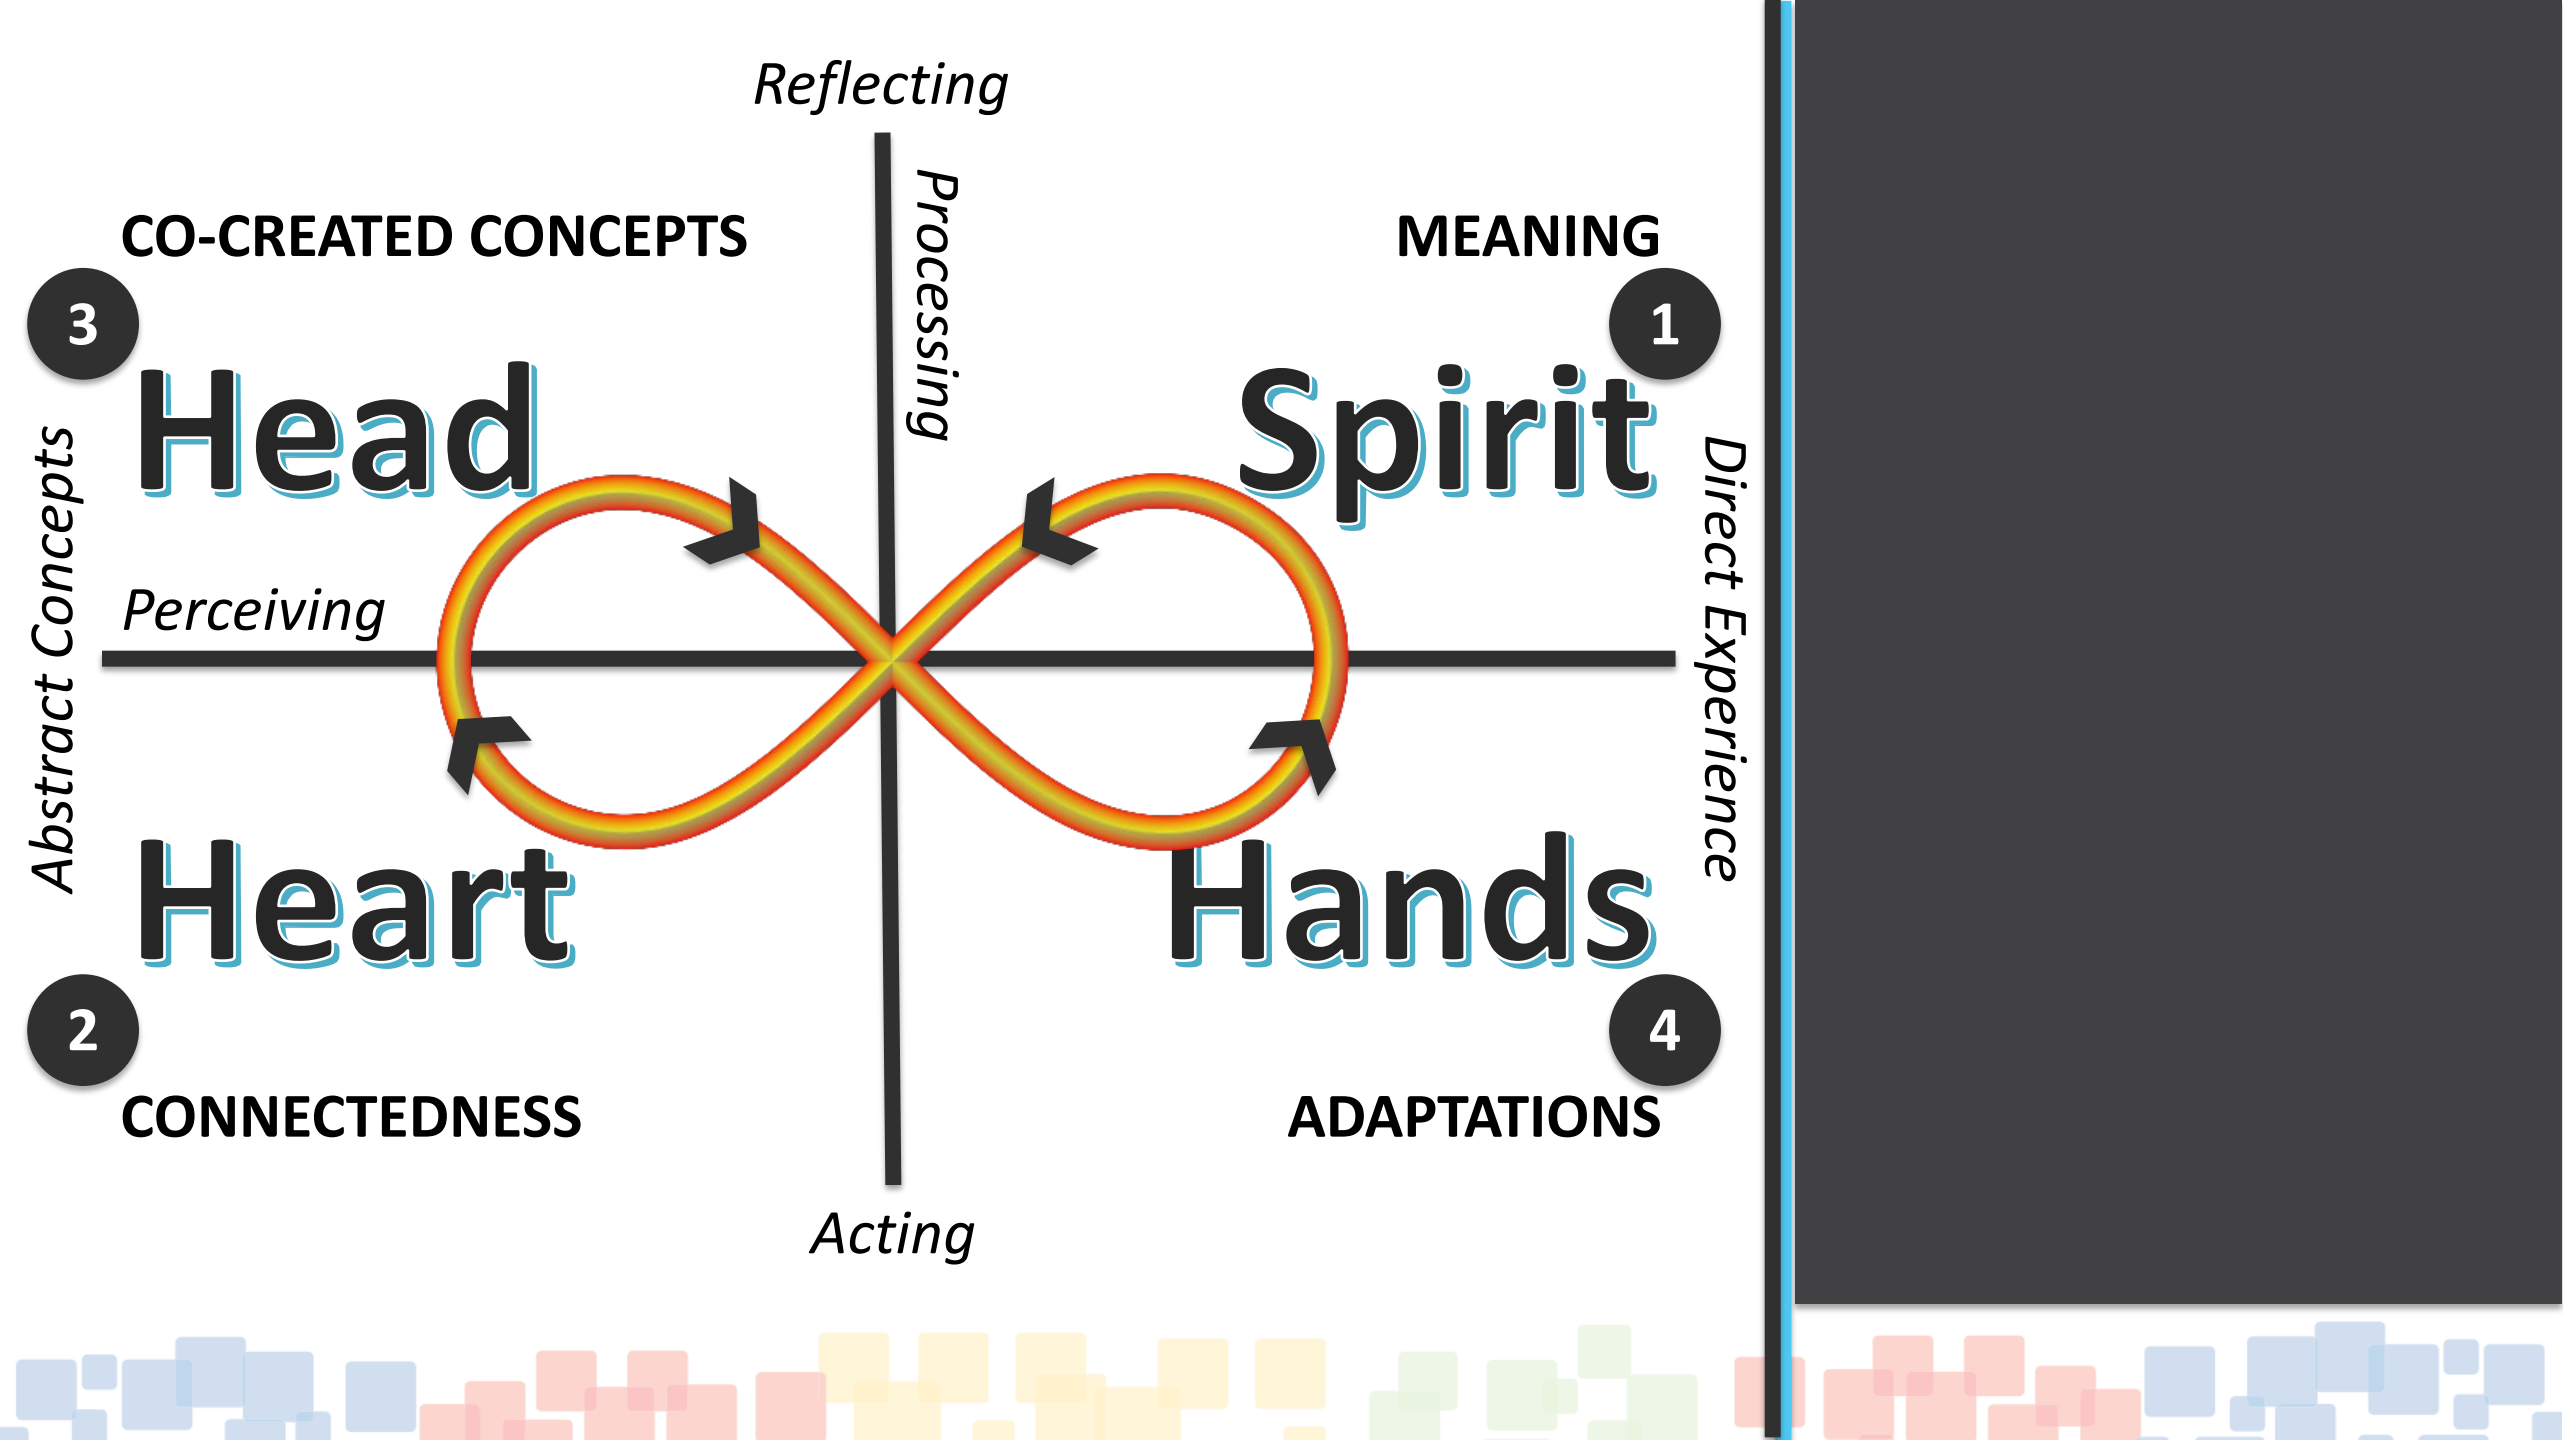 Reflecting
Processing
CO-CREATED CONCEPTS
MEANING
3
1
Head
Spirit
Abstract Concepts
Perceiving
Direct Experience
Heart
Hands
2
4
CONNECTEDNESS
ADAPTATIONS
Acting